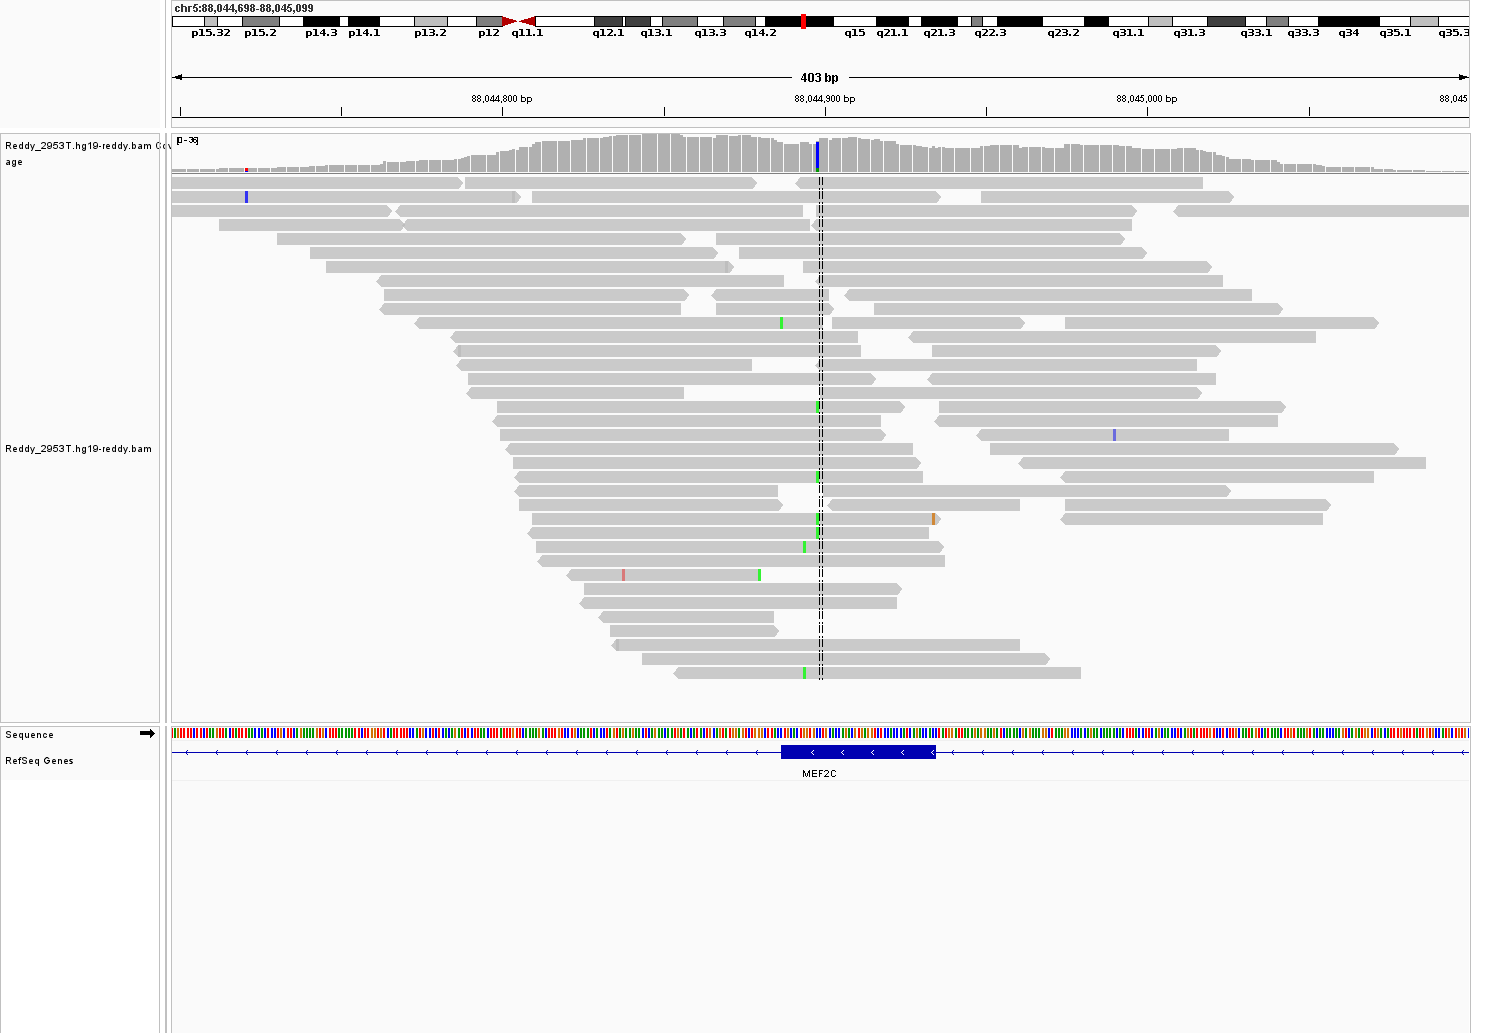 chr5:88,044,698-88,045,099
p15.32 p15.2 p14.3 p14.1 p13.2 p12 q11.1 q12.1 q13.1 q13.3 q14.2 q15 q21.1 q21.3 q22.3 q23.2 q31.1 q31.3 q33.1 q33.3 q34 q35.1 q35.3
403 bp
88,044,800 bp 88,044,900 bp 88,045,000 bp 88,045
[0-36]
Reddy_2953T.hg19-reddy.bam Cov
age
Reddy_2953T.hg19-reddy.bam
Sequence
RefSeq Genes
MEF2C